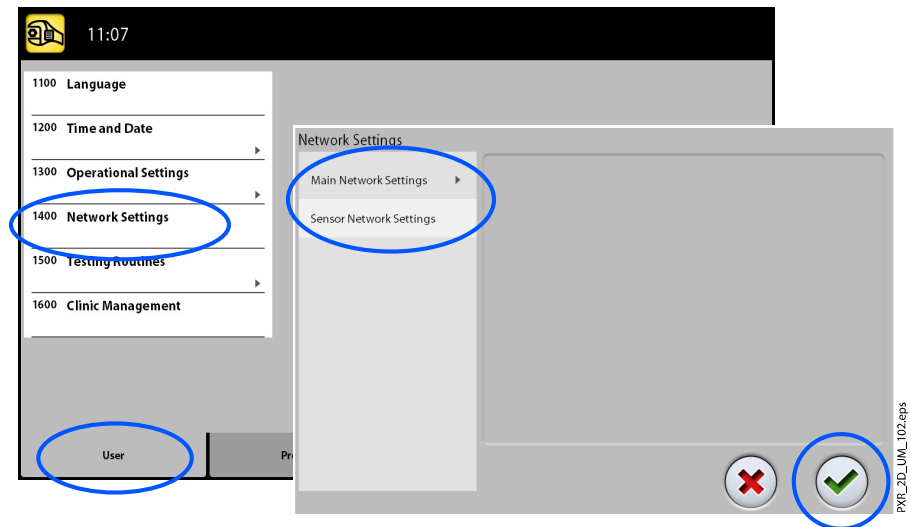 11:07
1100 Language
1200 Time and Date
1300 Operational Settings
1400 Network Settings
1500 Testing Routines
1600 Clinic Management
User
Pr
Network Settings
Main Network Settings
Sensor Network Settings
PXR_2D_UM_102.eps